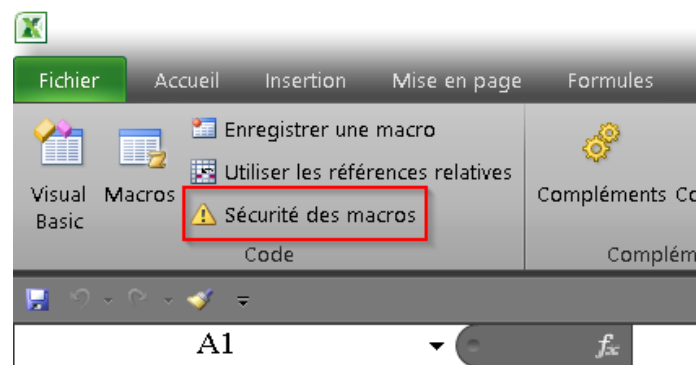 Fichier Accueil Insertion Mise en page Formules
Enregistrer une macro
Utiliser les références relatives
Visual Basic
Macros
Sécurité des macros
Compléments
Code
A1
fx